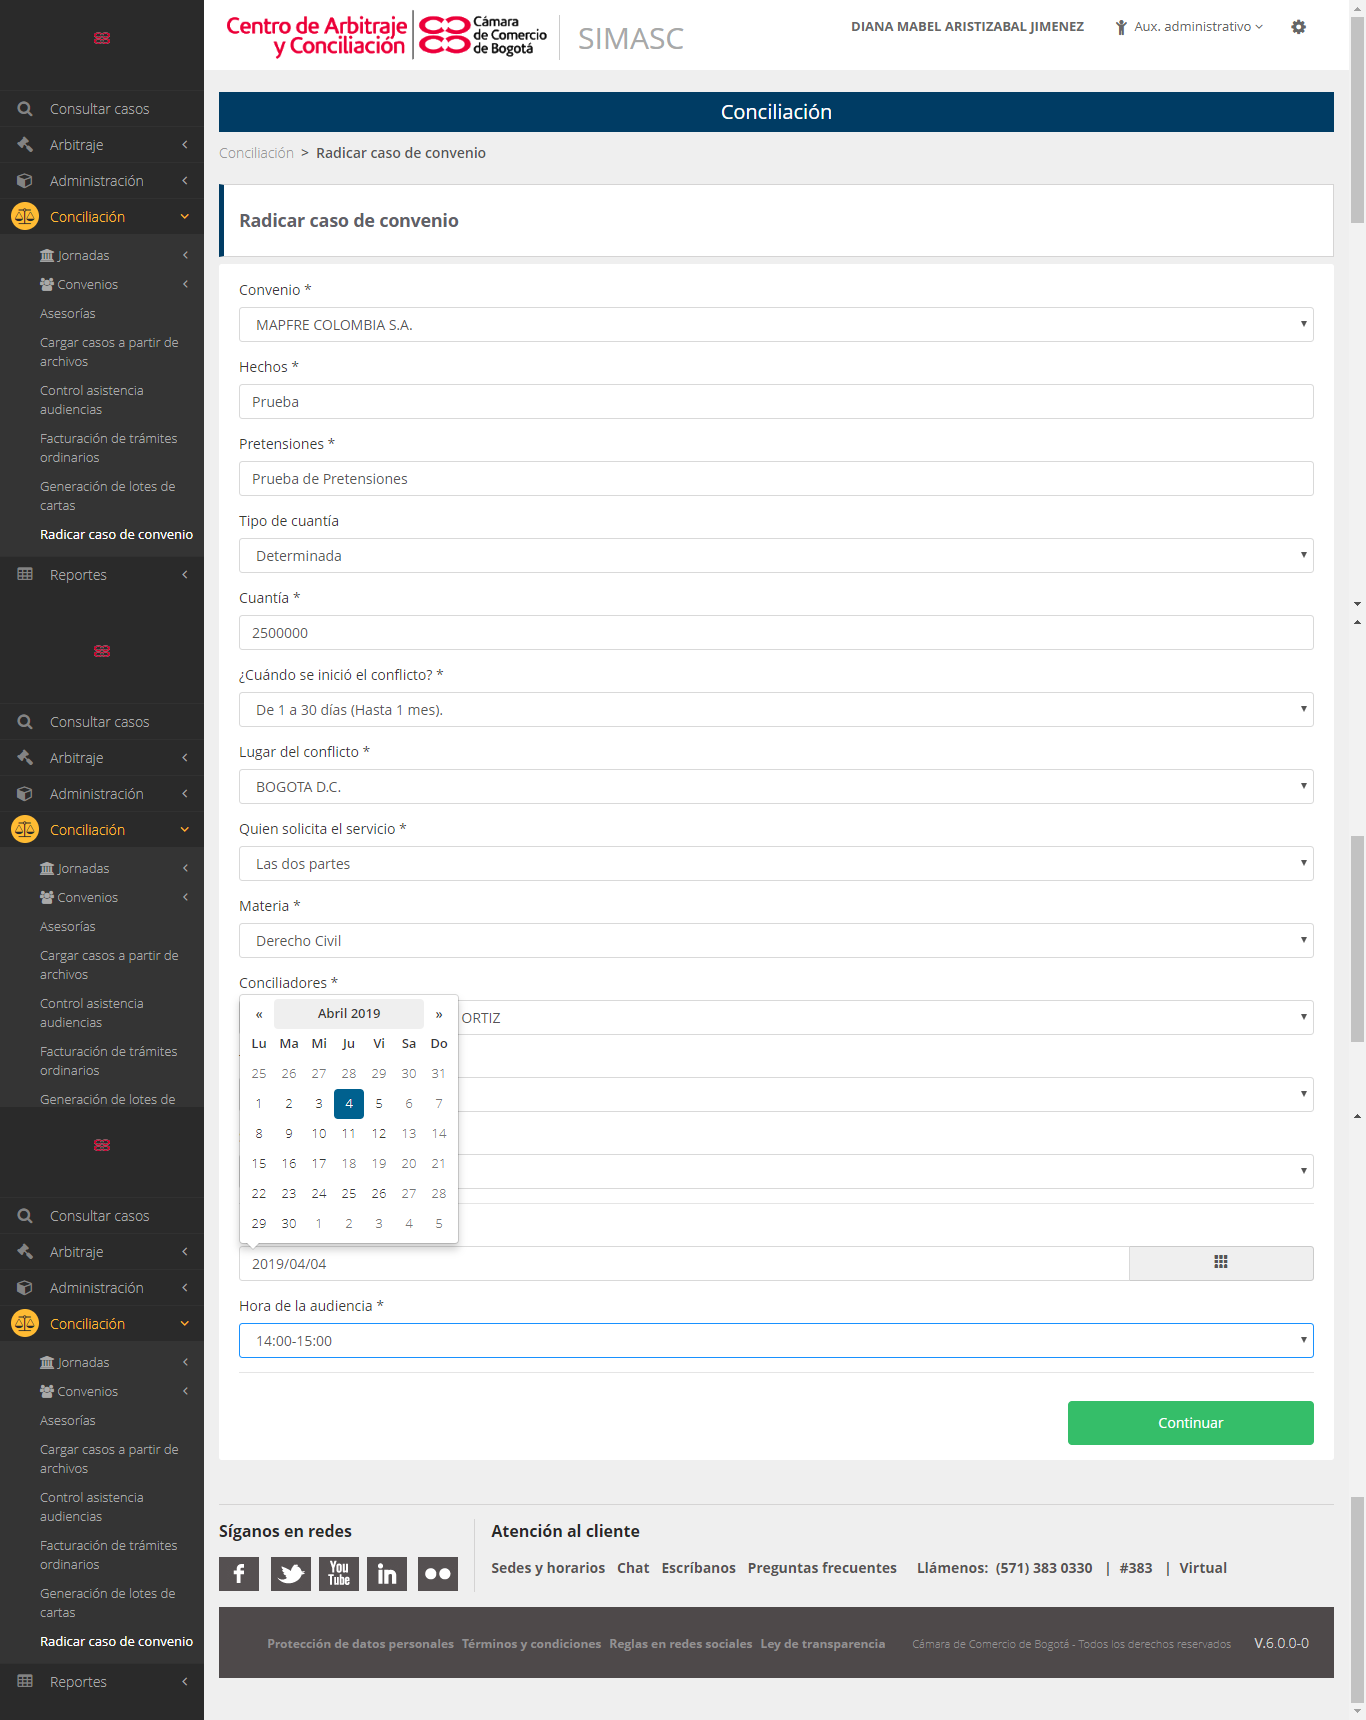 Centro de Arbitraje
y Conciliación
Cámara
de Comercio
de Bogotá
SIMASC
DIANA MABEL ARISTIZABAL JIMENEZ
Aux. administrativo
Consultar casos
Arbitraje
Administración
Conciliación
Jornadas
Convenios
Asesorías
Cargar casos a partir de
archivos
Control asistencia
audiencias
Facturación de trámites
ordinarios
Generación de lotes de
cartas
Radicar caso de convenio
Reportes
Consultar casos
Arbitraje
Administración
Conciliación
Jornadas
Convenios
Asesorías
Cargar casos a partir de
archivos
Control asistencia
audiencias
Facturación de trámites
ordinarios
Generación de lotes de
Consultar casos
Arbitraje
Administración
Conciliación
Jornadas
Convenios
Asesorías
Cargar casos a partir de
archivos
Control asistencia
audiencias
Facturación de trámites
ordinarios
Generación de lotes de
cartas
Radicar caso de convenio
Reportes
Conciliación
Conciliación > Radicar caso de convenio
Radicar caso de convenio
Convenio *
MAPFRE COLOMBIA S.A.
Hechos *
Prueba
Pretensiones *
Prueba de Pretensiones
Tipo de cuantía
Determinada
Cuantía *
2500000
¿Cuándo se inició el conflicto? *
De 1 a 30 días (Hasta 1 mes).
Lugar del conflicto *
BOGOTA D.C.
Quien solicita el servicio *
Las dos partes
Materia *
Derecho Civil
Conciliadores *
ORTIZ
« Abril 2019 »
Lu Ma Mi Ju Vi Sa Do
25 26 27 28 29 30 31
1 2 3 4 5 6 7
8 9 10 11 12 13 14
15 16 17 18 19 20 21
22 23 24 25 26 27 28
29 30 1 2 3 4 5
2019/04/04
Hora de la audiencia *
14:00-15:00
Continuar
Síganos en redes
You
Tube
in
Atención al cliente
Sedes y horarios Chat Escríbanos Preguntas frecuentes Llámenos: (571) 383 0330 | #383 | Virtual
Protección de datos personales Términos y condiciones Reglas en redes sociales Ley de transparencia Cámara de Comercio de Bogotá - Todos los derechos reservados V.6.0.0-0